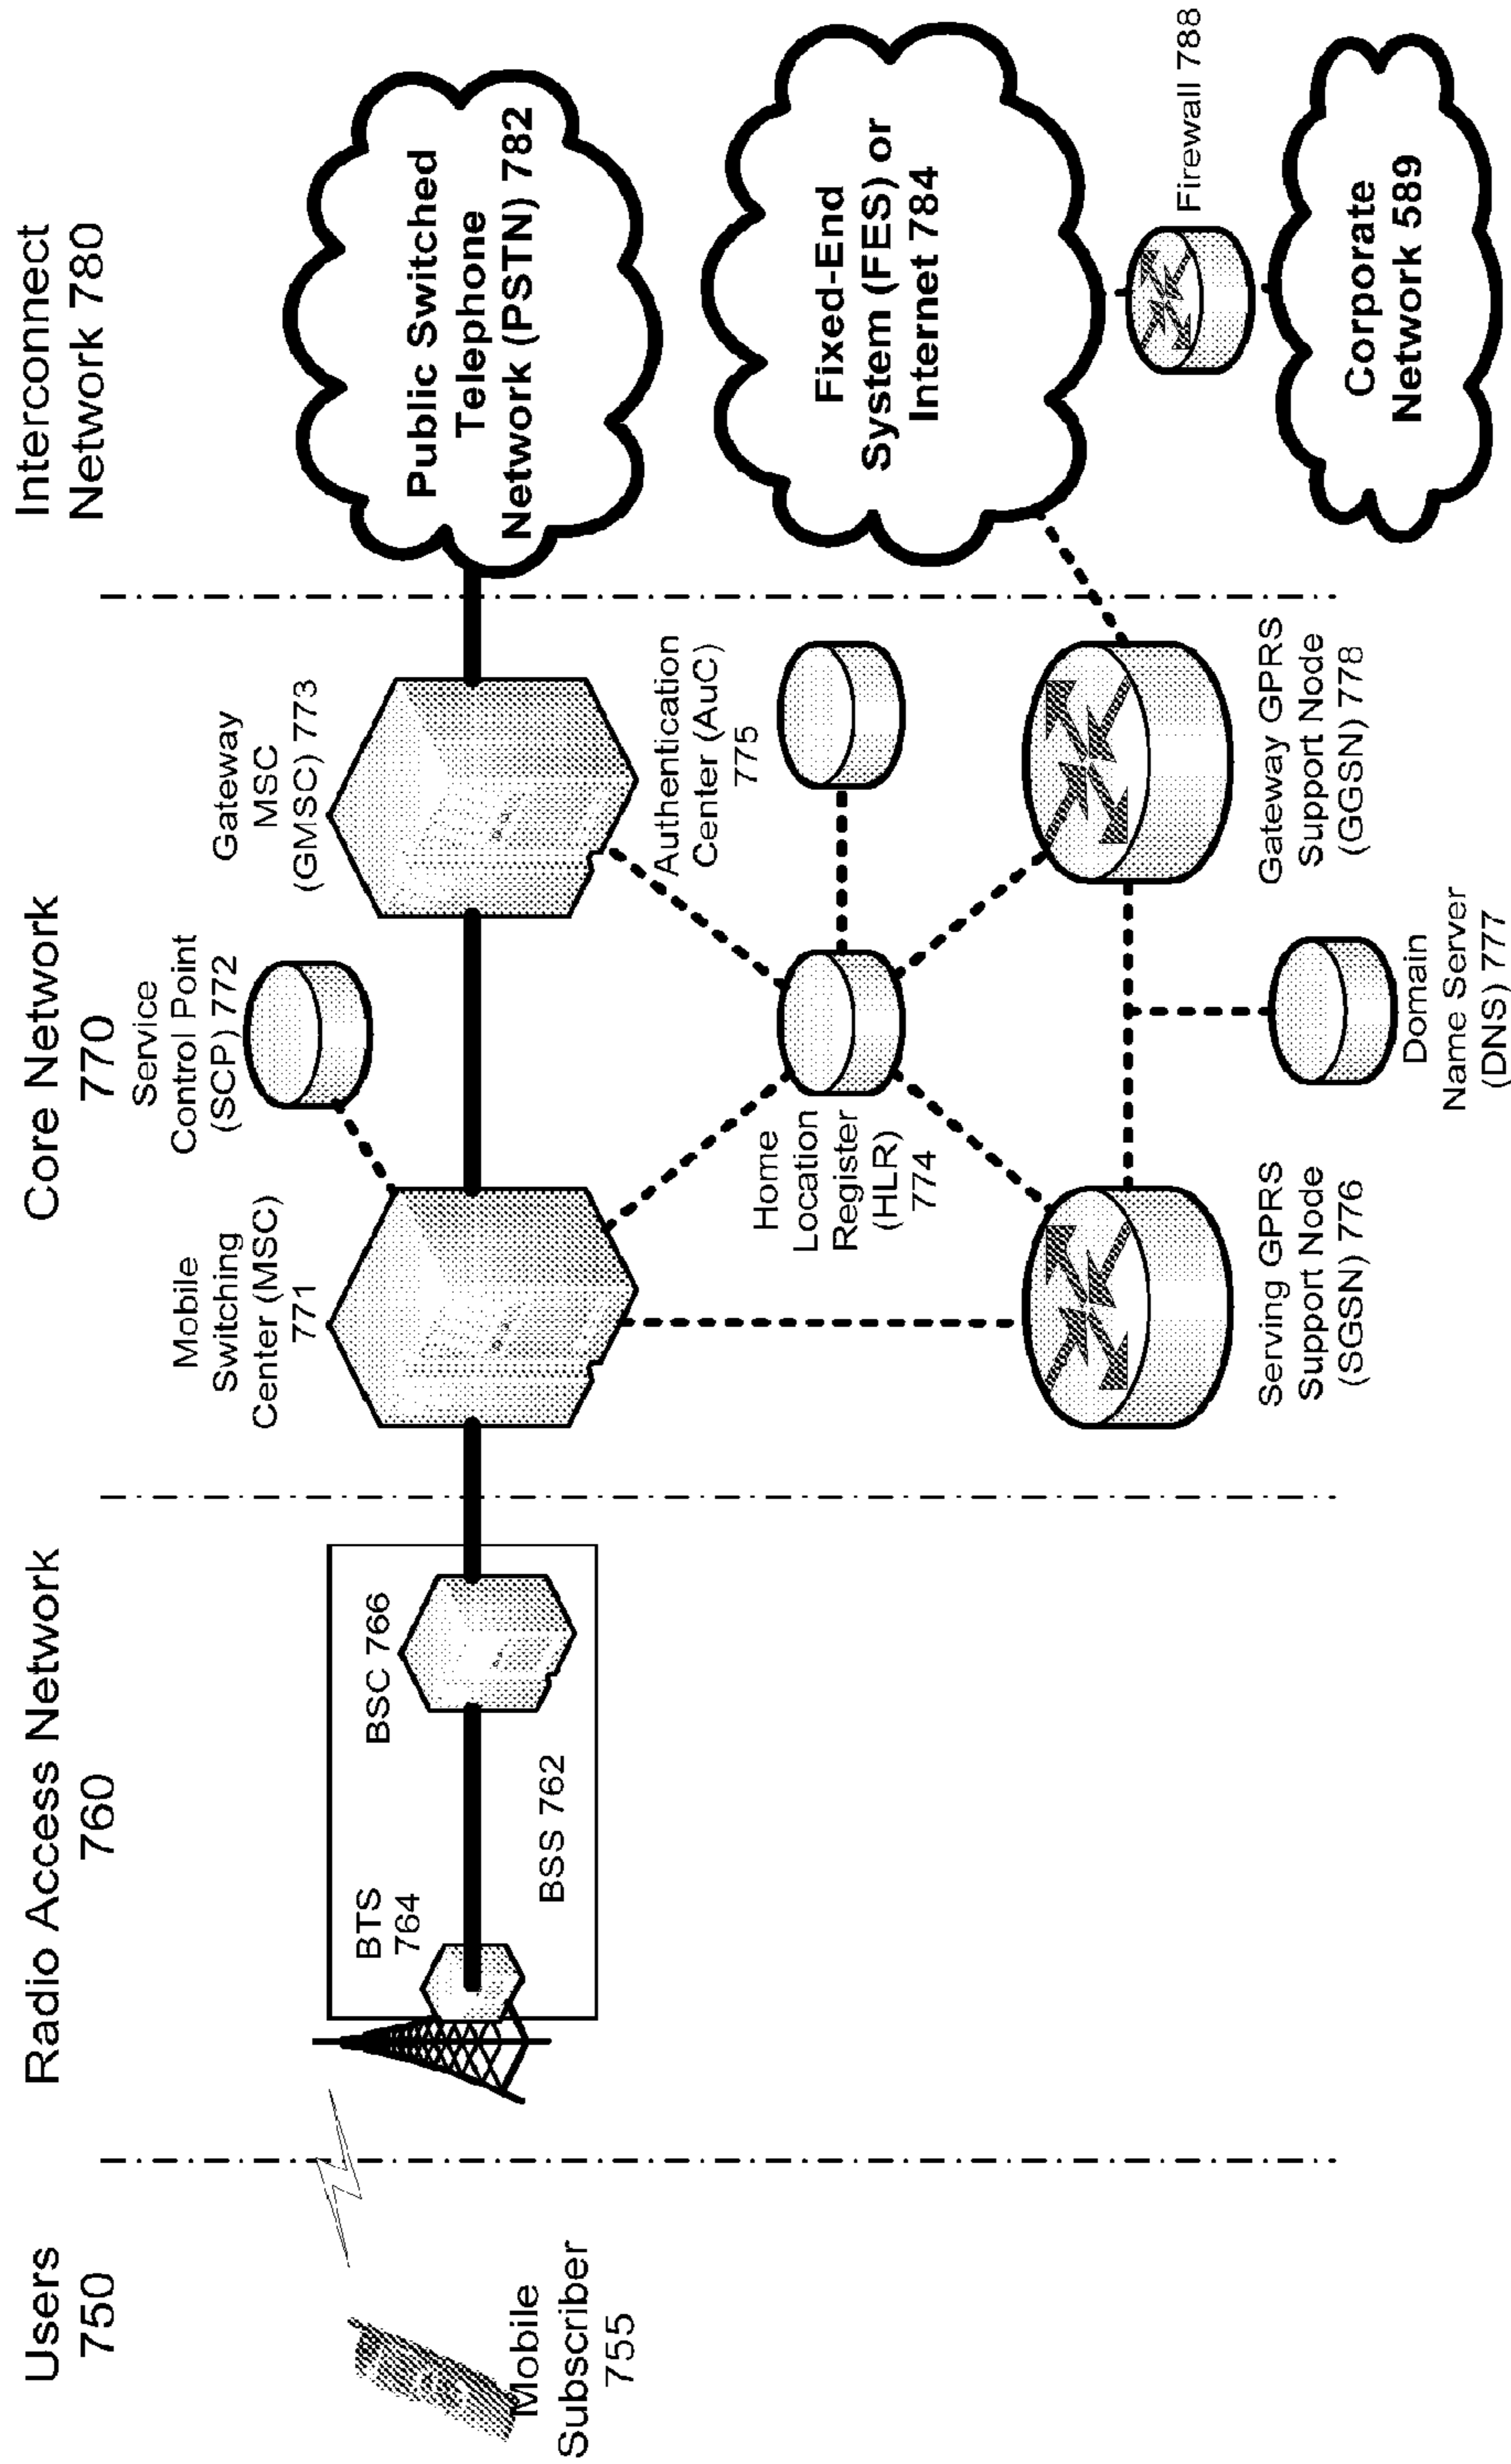 Users
750
Radio Access Network
760
Core Network
770
Interconnect
Network 780
Mobile
Subscriber
755
BTS
764
BSC 766
BSS 762
Mobile
Switching
Center (MSC)
771
Service
Control Point
(SCP) 772
Gateway
MSC
(GMSC) 773
Public Switched
Telephone
Network (PSTN) 782
Home
Location
Register
(HLR)
774
Authentication
Center (AuC)
775
Fixed-End
System (FES) or
Internet 784
Serving GPRS
Support Node
(SGSN) 776
Domain
Name Server
(DNS) 777
Gateway GPRS
Support Node
(GGSN) 778
Firewall 788
Corporate
Network 589